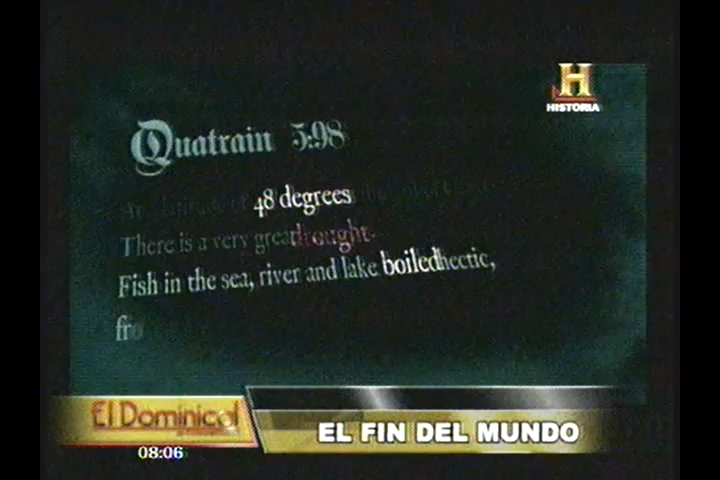 H
HISTORIA
Quatrain 5:98
48 degrees
There is a very great drought.
Fish in the sea, river and lake boiled hectic,
fro
El Dominical
EL FIN DEL MUNDO
08:06